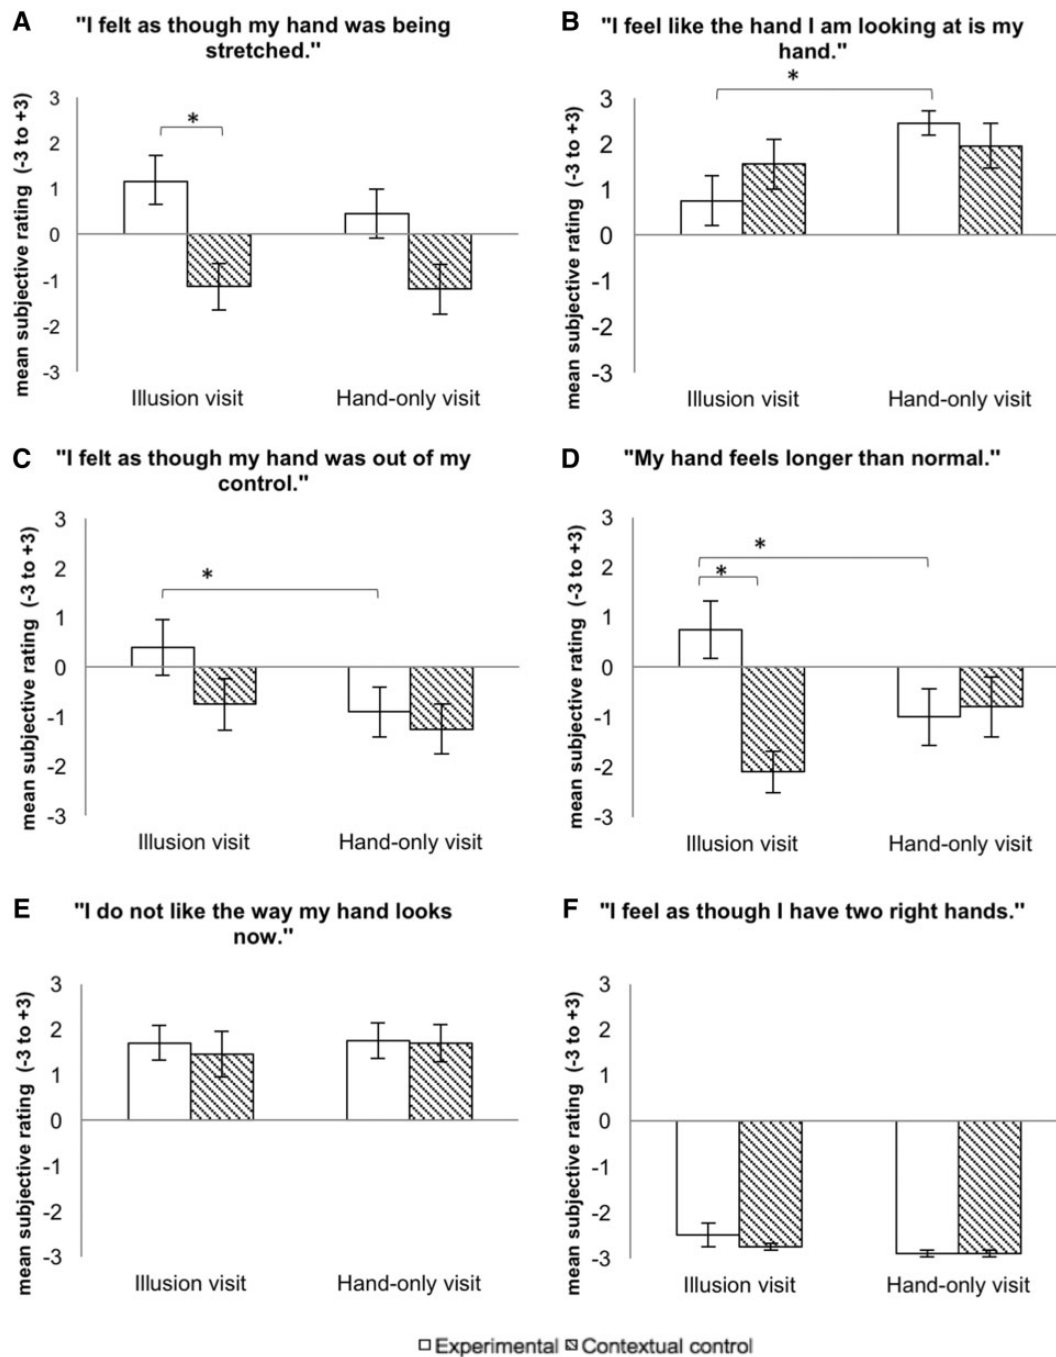 A "I felt as though my hand was being
stretched."
mean subjective rating (-3 to +3)
3
2
1
0
-1
-2
-3
*
Illusion visit Hand-only visit
B "I feel like the hand I am looking at is my
hand."
mean subjective rating (-3 to +3)
3
2
1
0
-1
-2
-3
*
Illusion visit Hand-only visit
C "I felt as though my hand was out of my
control."
mean subjective rating (-3 to +3)
3
2
1
0
-1
-2
-3
*
Illusion visit Hand-only visit
D "My hand feels longer than normal."
mean subjective rating (-3 to +3)
3
2
1
0
-1
-2
-3
*
*
Illusion visit Hand-only visit
E "I do not like the way my hand looks
now."
mean subjective rating (-3 to +3)
3
2
1
0
-1
-2
-3
Illusion visit Hand-only visit
F "I feel as though I have two right hands."
mean subjective rating (-3 to +3)
3
2
1
0
-1
-2
-3
Illusion visit Hand-only visit
Experimental Contextual control